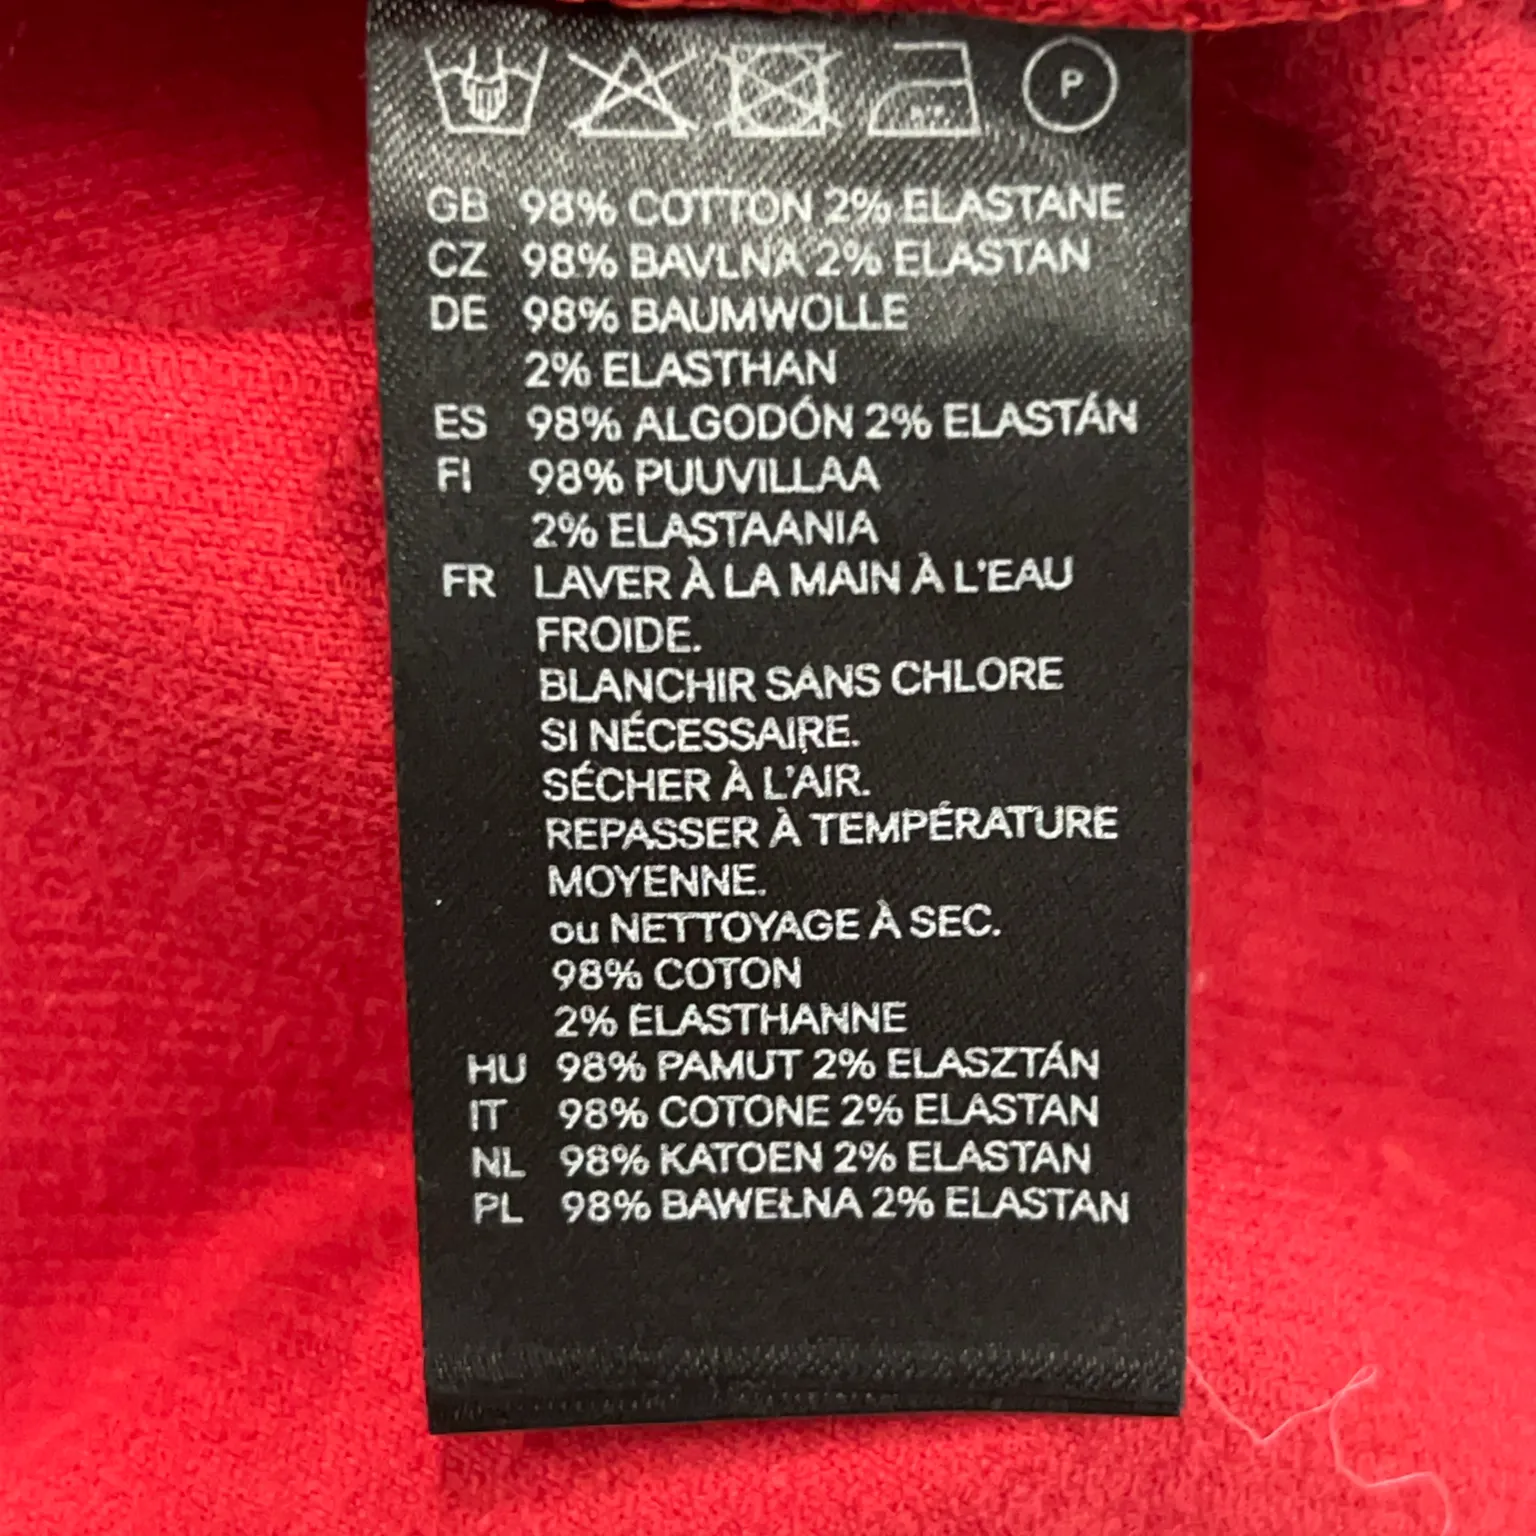 P
GB 98% COTTON 2% ELASTANE
CZ 98% BAVLNA 2% ELASTAN
DE 98% BAUMWOLLE
2% ELASTHAN
ES 98% ALGODÓN 2% ELASTÁN
FI 98% PUUVILLAA
2% ELASTAANIA
FR LAVER À LA MAIN À L'EAU
FROIDE.
BLANCHIR SANS CHLORE
SI NÉCESSAIRE.
SÉCHER À L'AIR.
REPASSER À TEMPÉRATURE
MOYENNE.
ou NETTOYAGE À SEC.
98% COTON
2% ELASTHANNE
HU 98% PAMUT 2% ELASZTÁN
IT 98% COTONE 2% ELASTAN
NL 98% KATOEN 2% ELASTAN
PL 98% BAWEŁNA 2% ELASTAN